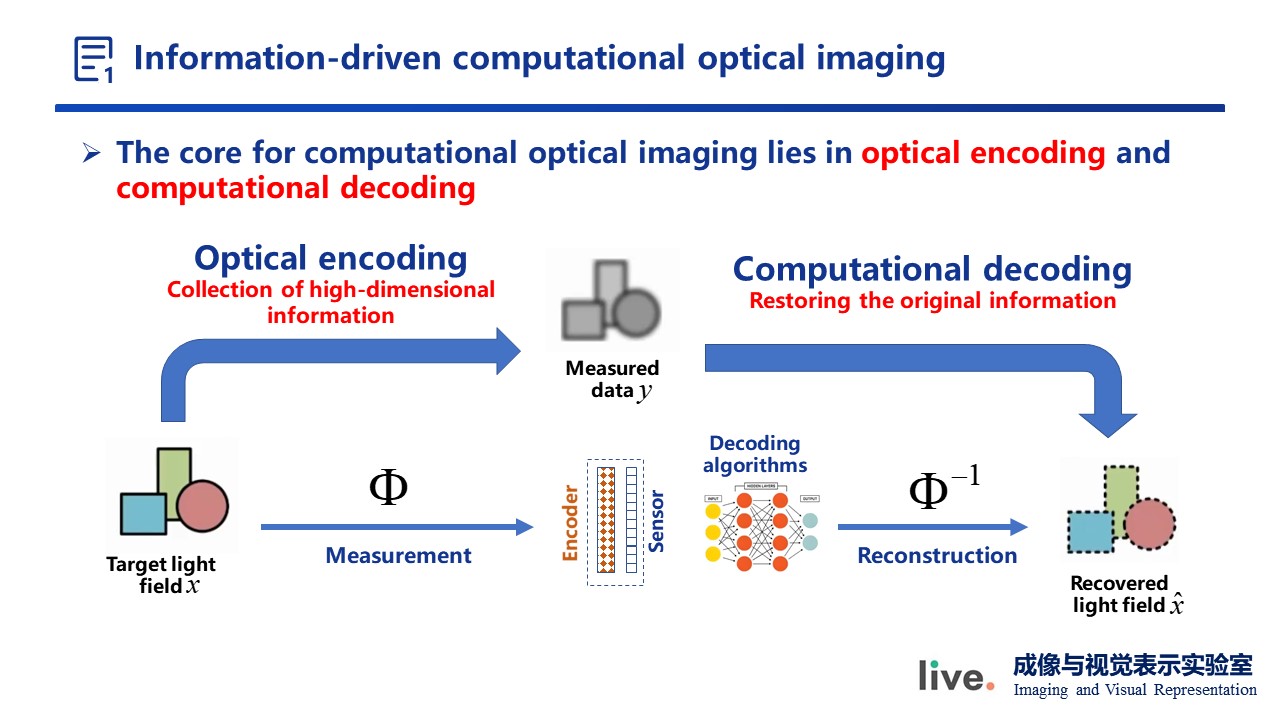 1
Information-driven computational optical imaging
➢ The core for computational optical imaging lies in optical encoding and
computational decoding
Optical encoding
Collection of high-dimensional
information
Computational decoding
Restoring the original information
Measured
data y
Decoding
algorithms
Φ
Φ⁻¹
INPUT
HIDDEN LAYERS
OUTPUT
Encoder
Sensor
Measurement
Reconstruction
Target light
field x
Recovered
light field x̂
live.
成像与视觉表示实验室
Imaging and Visual Representation